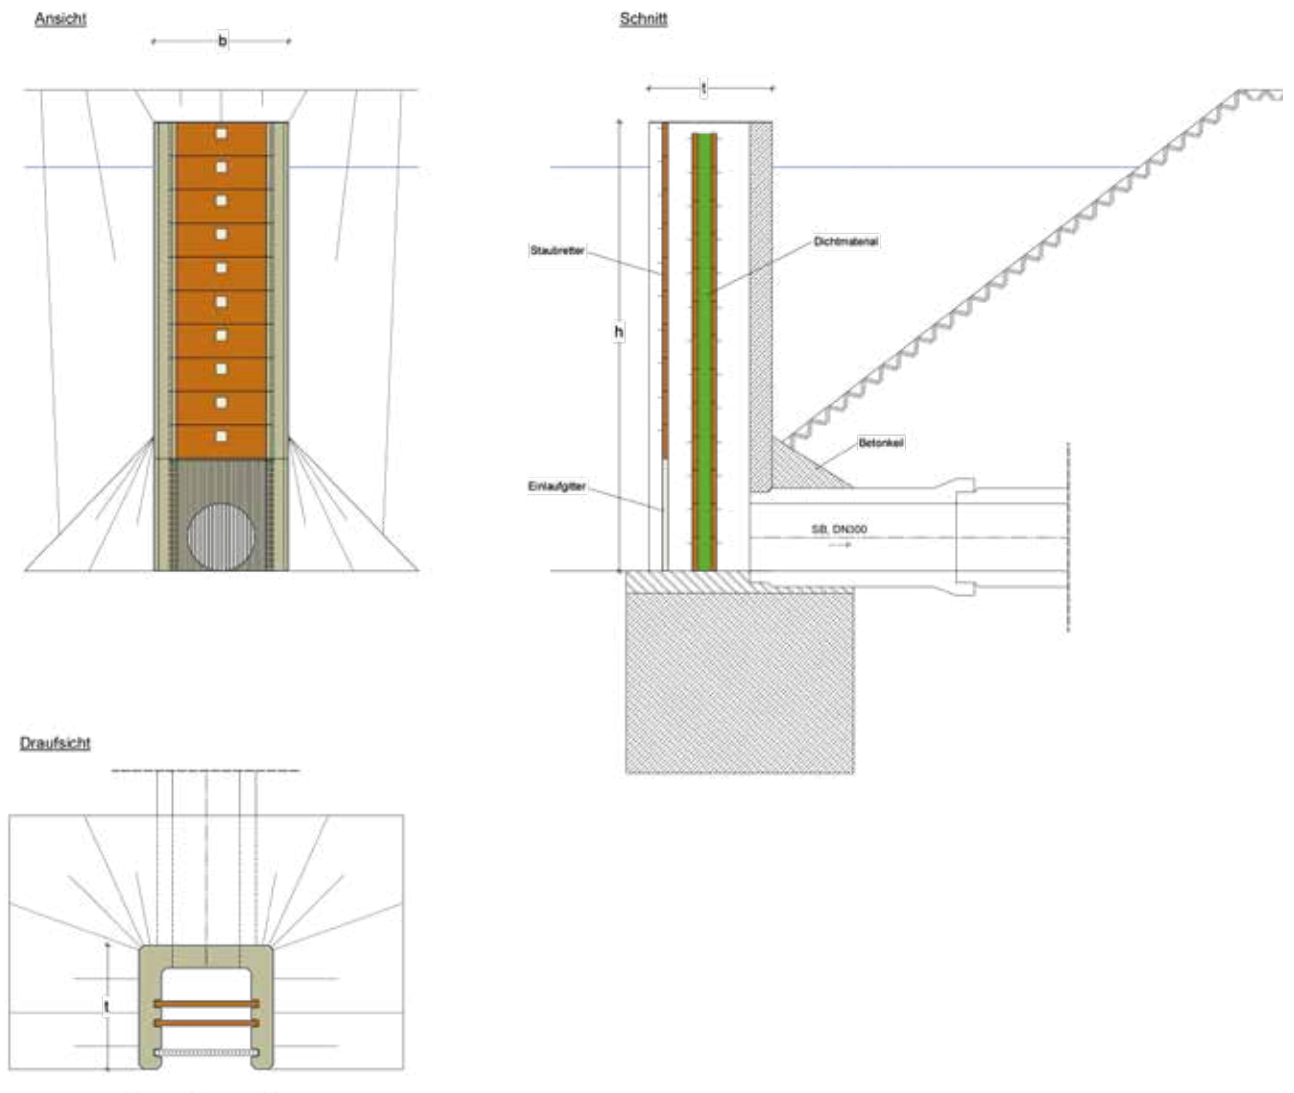 Ansicht
Schnitt
b
t
Staubretter
Dichtmaterial
h
Betonkeil
Einlaufgitter
SB, DN300
Draufsicht
t